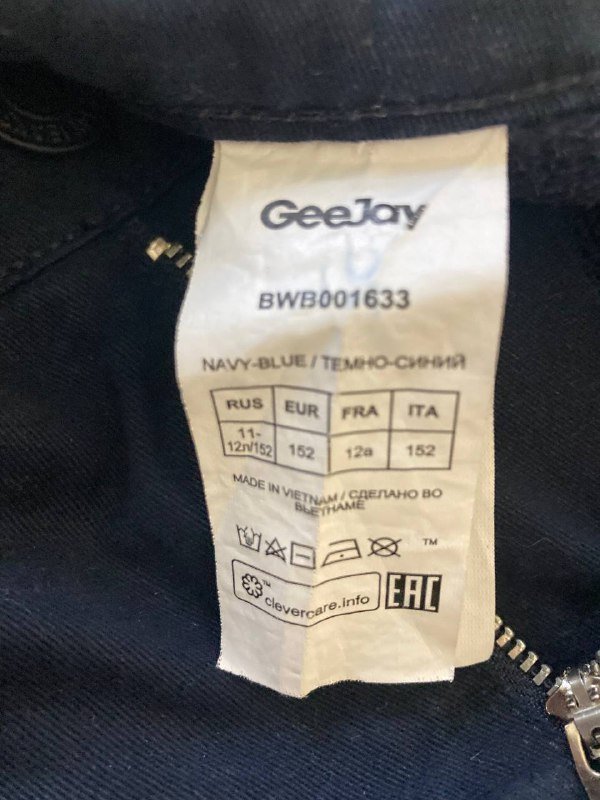 GeeJay
BWB001633
NAVY-BLUE / ТЕМНО-СИНИЙ
RUS EUR FRA ITA
11-12л/152 152 12a 152
MADE IN VIETNAM / СДЕЛАНО ВО
ВЬЕТНАМЕ
TM
TM
clevercare.info
EAC